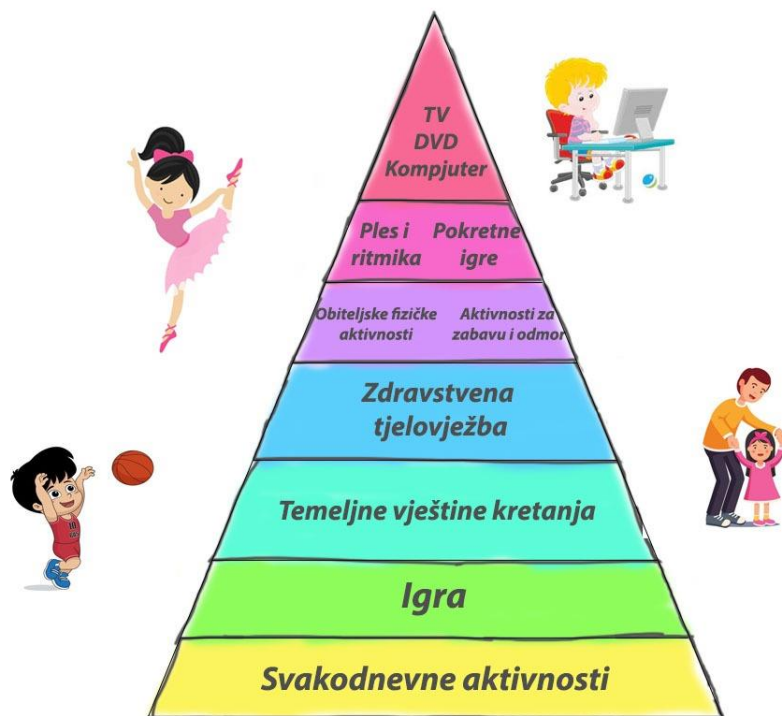 TV
DVD
Kompjuter
Ples i
ritmika
Pokretne
igre
Obiteljske fizičke
aktivnosti
Aktivnosti za
zabavu i odmor
Zdravstvena
tjelovježba
Temeljne vještine kretanja
Igra
Svakodnevne aktivnosti